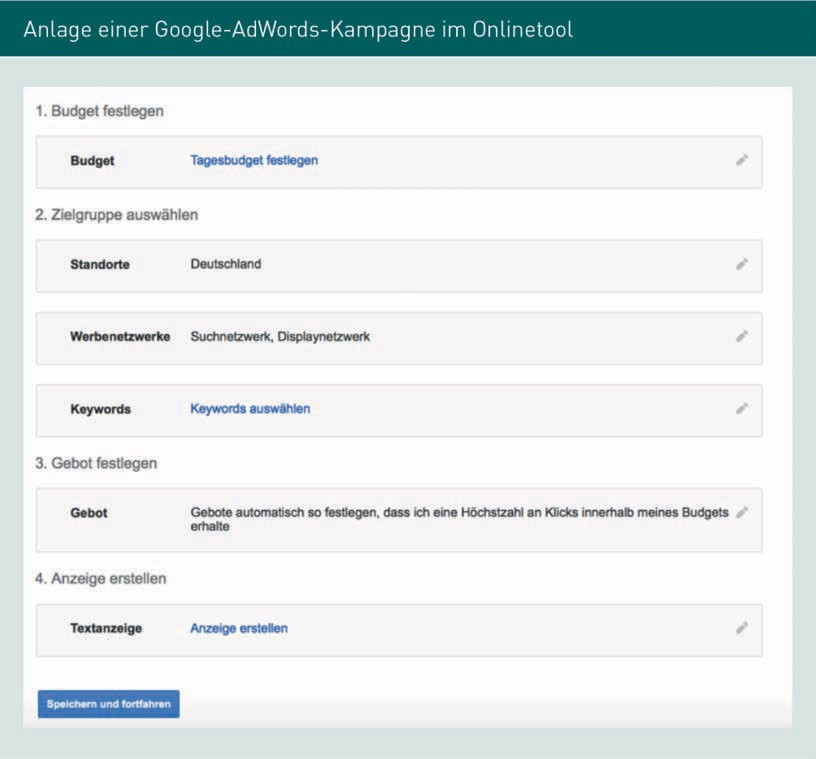 Anlage einer Google-AdWords-Kampagne im Onlinetool
1. Budget festlegen
Budget Tagesbudget festlegen
2. Zielgruppe auswählen
Standorte Deutschland
Werbenetzwerke Suchnetzwerk, Displaynetzwerk
Keywords Keywords auswählen
3. Gebot festlegen
Gebot Gebote automatisch so festlegen, dass ich eine Höchstzahl an Klicks innerhalb meines Budgets
erhalte
4. Anzeige erstellen
Textanzeige Anzeige erstellen
Speichern und fortfahren